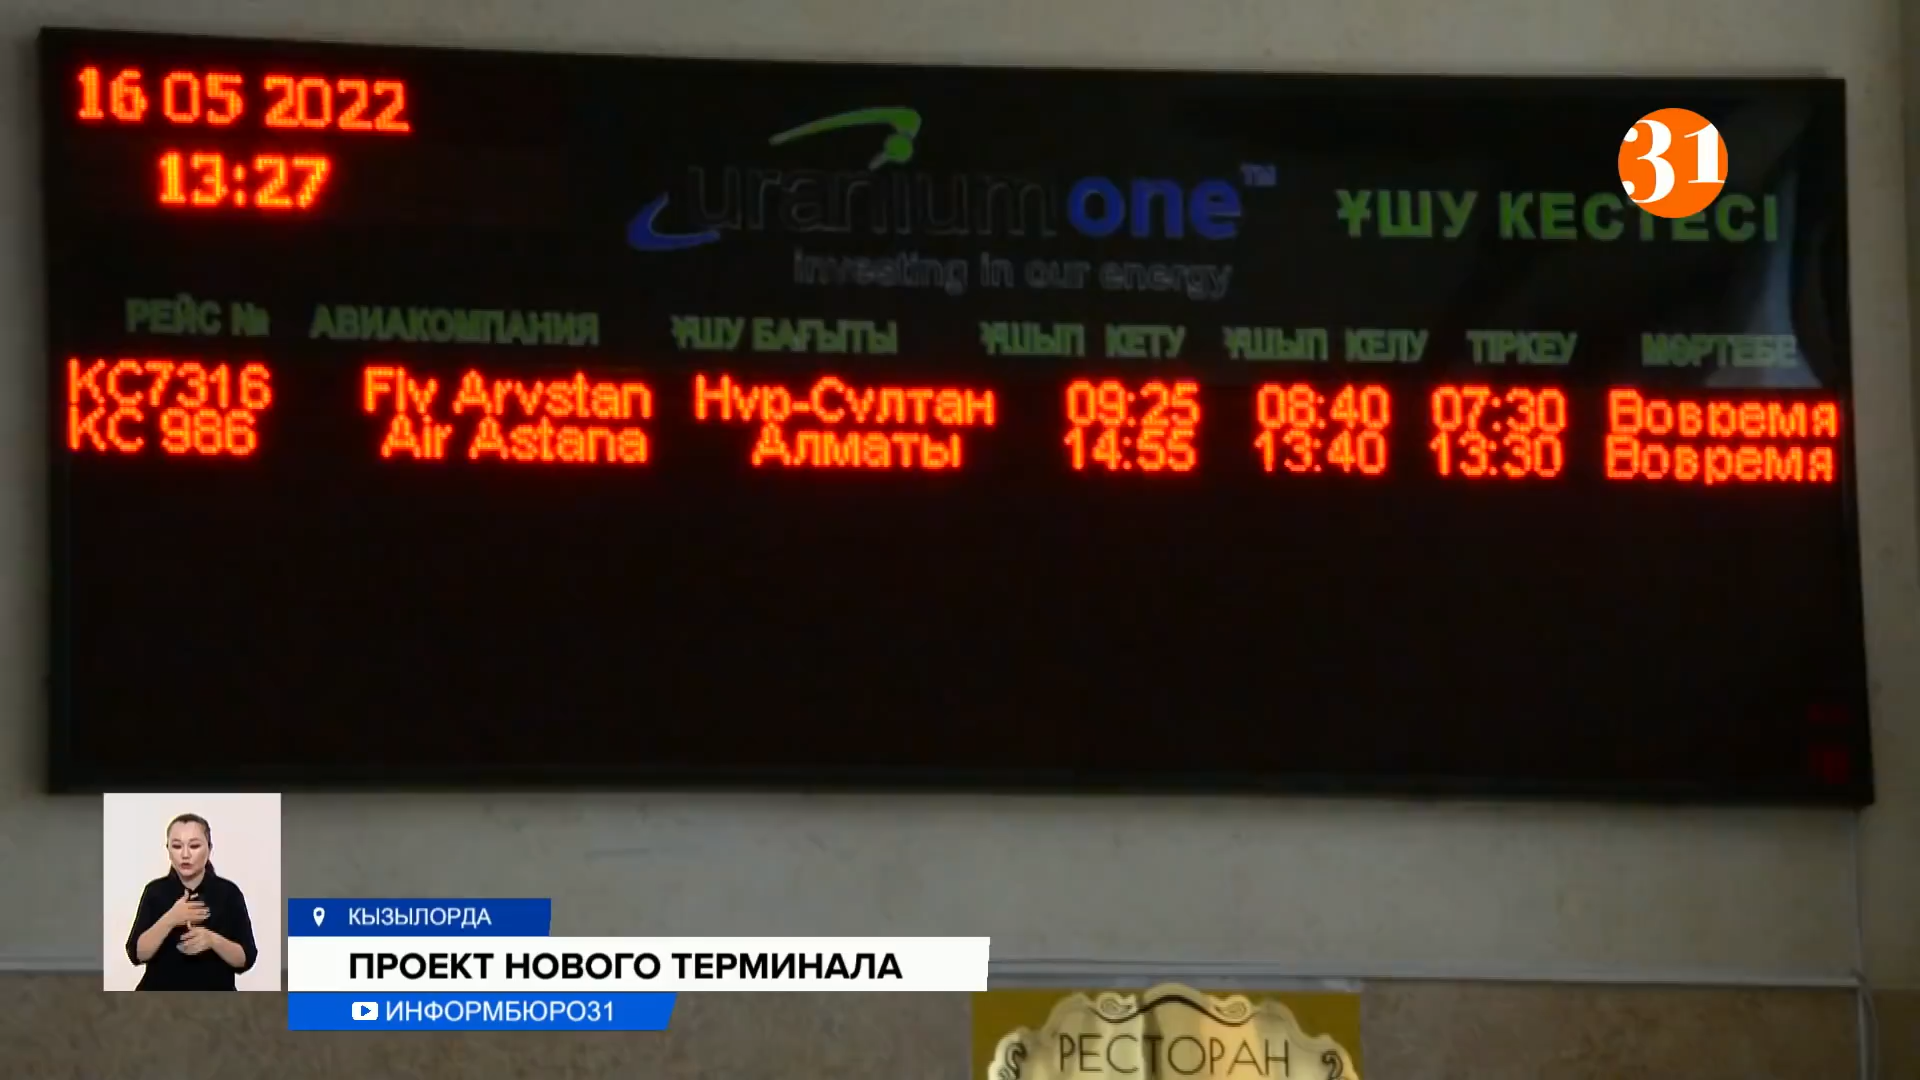 16 05 2022
13:27
31
uranium one™
investing in our energy
ҰШУ КЕСТЕСІ
РЕЙС № АВИАКОМПАНИЯ ҰШУ БАҒЫТЫ ҰШЫП КЕТУ ҰШЫП КЕЛУ ТІРКЕУ МӘРТЕБЕ
KC7316 Fly Arystan Нур-Султан 09:25 08:40 07:30 Вовремя
KC 986 Air Astana Алматы 14:55 13:40 13:30 Вовремя
КЫЗЫЛОРДА
ПРОЕКТ НОВОГО ТЕРМИНАЛА
ИНФОРМБЮРО31
РЕСТОРАН